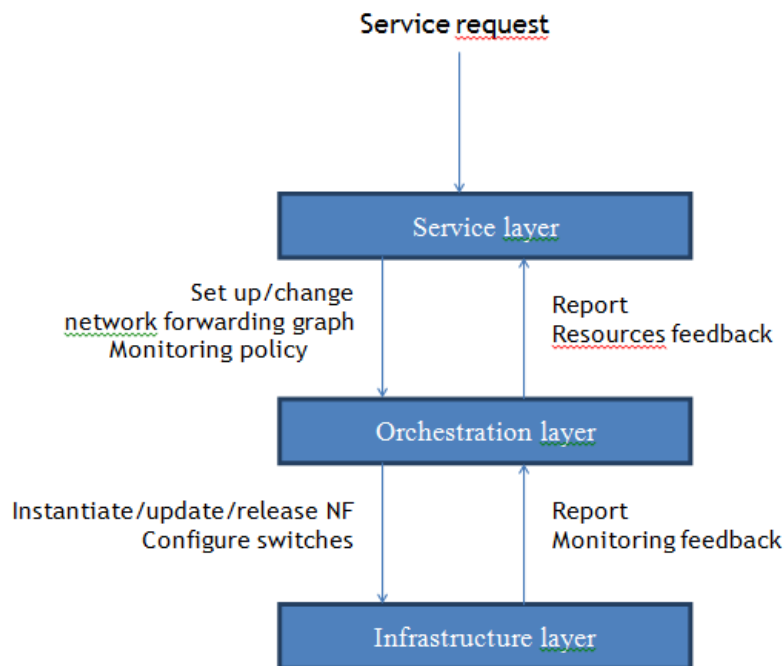 Service request
Service layer
Set up/change
network forwarding graph
Monitoring policy
Report
Resources feedback
Orchestration layer
Instantiate/update/release NF
Configure switches
Report
Monitoring feedback
Infrastructure layer